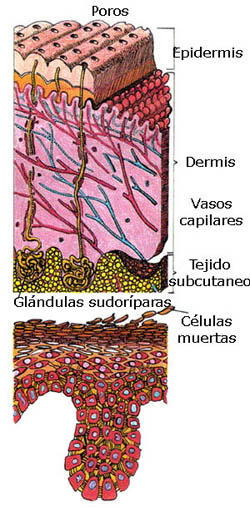 Poros
Epidermis
Dermis
Vasos
capilares
Tejido
subcutaneo
Glándulas sudoríparas
Células
muertas